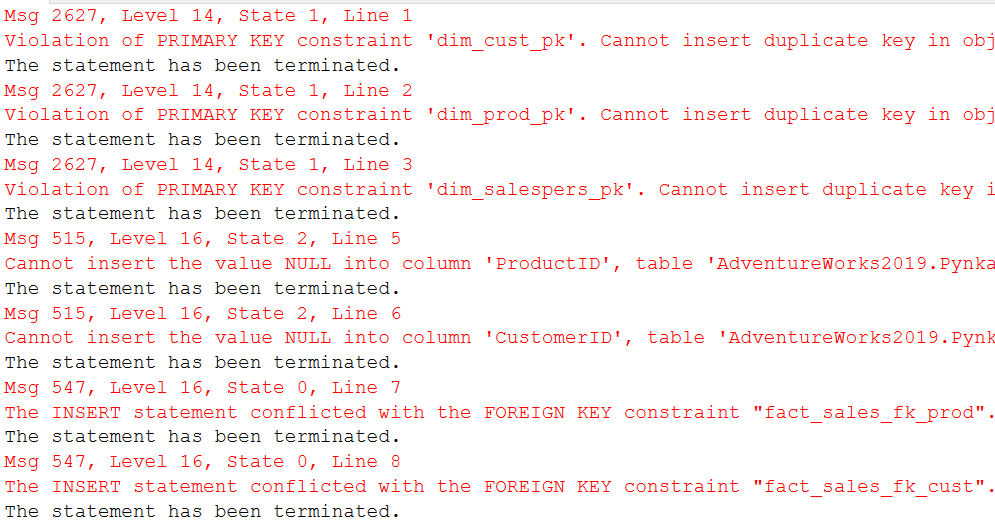 Msg 2627, Level 14, State 1, Line 1
Violation of PRIMARY KEY constraint 'dim_cust_pk'. Cannot insert duplicate key in obj
The statement has been terminated.
Msg 2627, Level 14, State 1, Line 2
Violation of PRIMARY KEY constraint 'dim_prod_pk'. Cannot insert duplicate key in obj
The statement has been terminated.
Msg 2627, Level 14, State 1, Line 3
Violation of PRIMARY KEY constraint 'dim_salespers_pk'. Cannot insert duplicate key i
The statement has been terminated.
Msg 515, Level 16, State 2, Line 5
Cannot insert the value NULL into column 'ProductID', table 'AdventureWorks2019.Pynka
The statement has been terminated.
Msg 515, Level 16, State 2, Line 6
Cannot insert the value NULL into column 'CustomerID', table 'AdventureWorks2019.Pynk
The statement has been terminated.
Msg 547, Level 16, State 0, Line 7
The INSERT statement conflicted with the FOREIGN KEY constraint "fact_sales_fk_prod".
The statement has been terminated.
Msg 547, Level 16, State 0, Line 8
The INSERT statement conflicted with the FOREIGN KEY constraint "fact_sales_fk_cust".
The statement has been terminated.